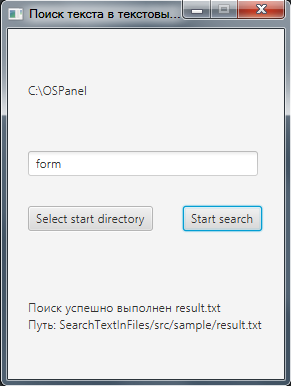 Поиск текста в текстовы...
C:\OSPanel
form
Select start directory
Start search
Поиск успешно выполнен result.txt
Путь: SearchTextInFiles/src/sample/result.txt